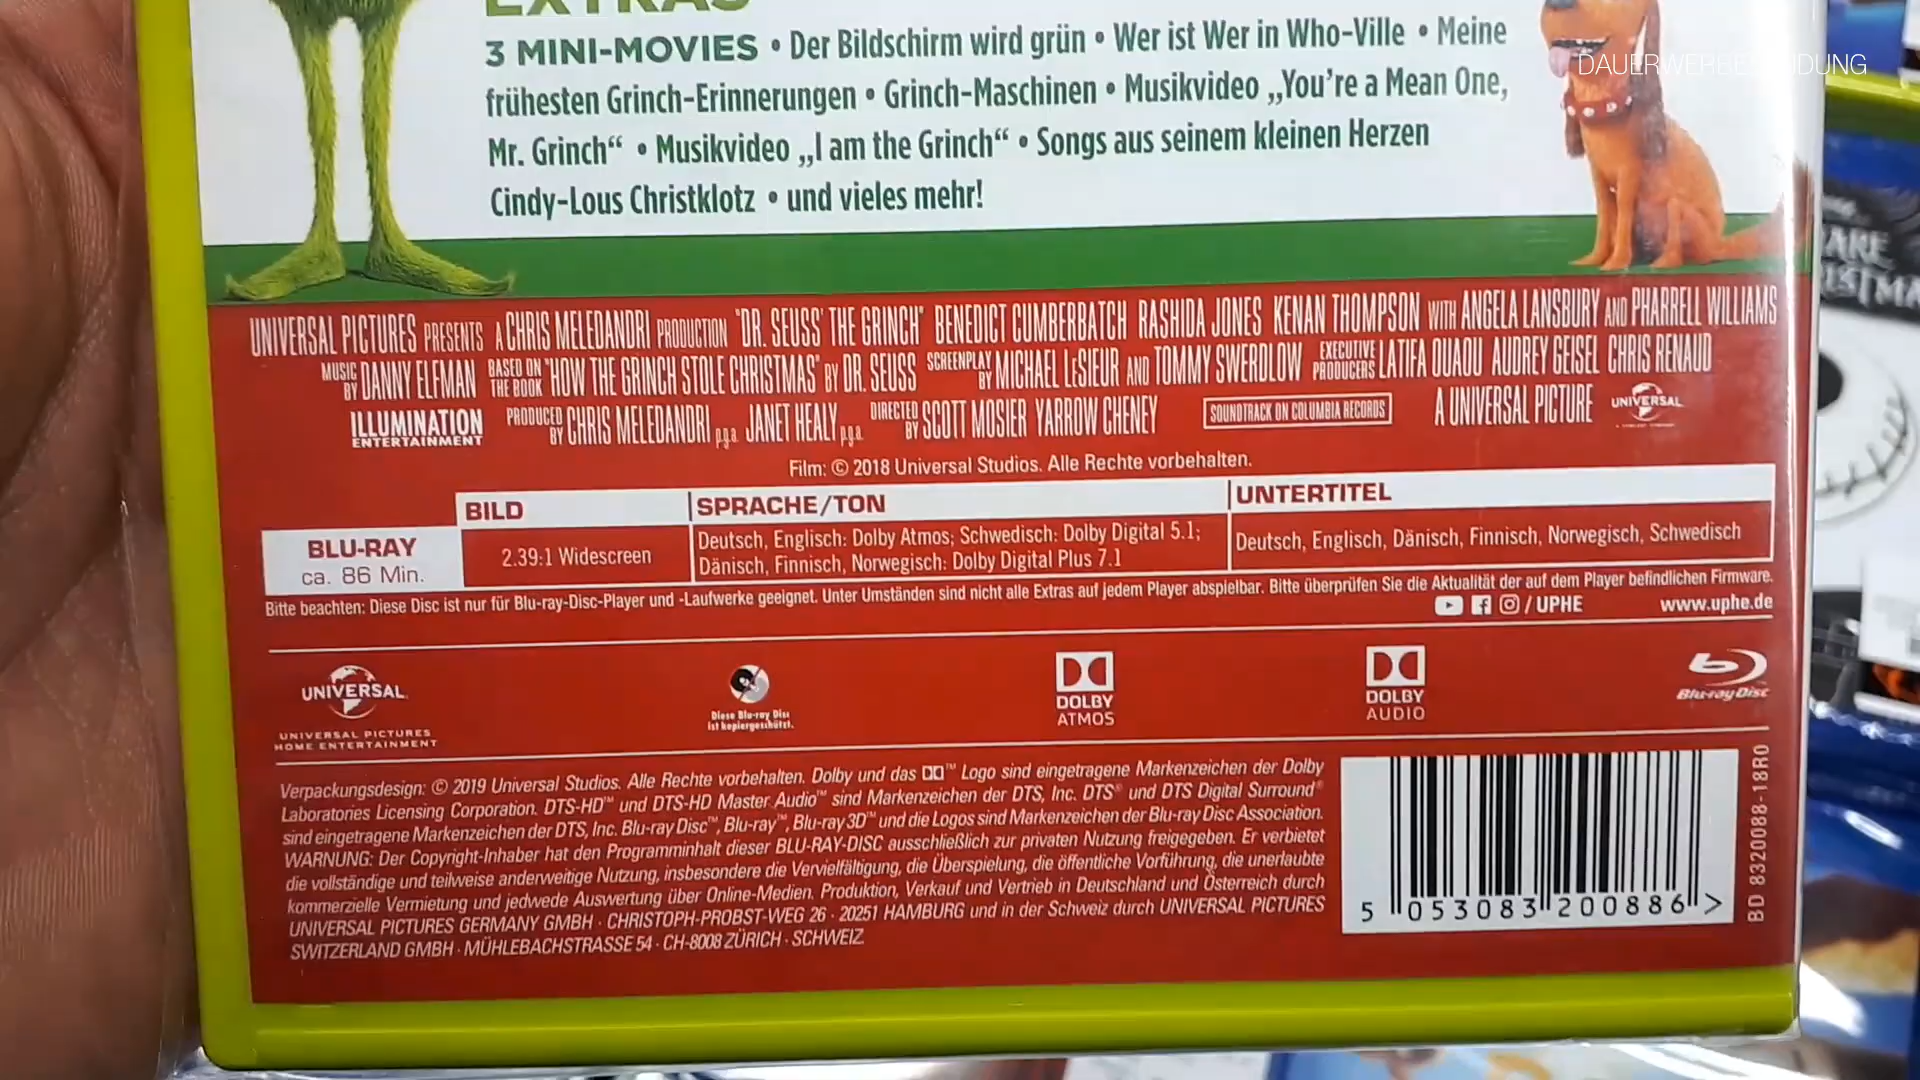 EXTRAS
3 MINI-MOVIES • Der Bildschirm wird grün • Wer ist Wer in Who-Ville • Meine
frühesten Grinch-Erinnerungen • Grinch-Maschinen • Musikvideo „You're a Mean One,
Mr. Grinch“ • Musikvideo „I am the Grinch“ • Songs aus seinem kleinen Herzen
Cindy-Lous Christklotz • und vieles mehr!
DAUERWERBESENDUNG
UNIVERSAL PICTURES PRESENTS A CHRIS MELEDANDRI PRODUCTION "DR. SEUSS' THE GRINCH" BENEDICT CUMBERBATCH RASHIDA JONES KENAN THOMPSON WITH ANGELA LANSBURY AND PHARRELL WILLIAMS
MUSIC BY DANNY ELFMAN BASED ON THE BOOK "HOW THE GRINCH STOLE CHRISTMAS" BY DR. SEUSS SCREENPLAY BY MICHAEL LeSIEUR AND TOMMY SWERDLOW EXECUTIVE PRODUCERS LATIFA OUAOU AUDREY GEISEL CHRIS RENAUD
ILLUMINATION ENTERTAINMENT PRODUCED BY CHRIS MELEDANDRI p.g.a. JANET HEALY p.g.a. DIRECTED BY SCOTT MOSIER YARROW CHENEY SOUNDTRACK ON COLUMBIA RECORDS A UNIVERSAL PICTURE UNIVERSAL
Film: © 2018 Universal Studios. Alle Rechte vorbehalten.
BILD SPRACHE/TON UNTERTITEL
BLU-RAY
ca. 86 Min.
2.39:1 Widescreen
Deutsch, Englisch: Dolby Atmos; Schwedisch: Dolby Digital 5.1;
Dänisch, Finnisch, Norwegisch: Dolby Digital Plus 7.1
Deutsch, Englisch, Dänisch, Finnisch, Norwegisch, Schwedisch
Bitte beachten: Diese Disc ist nur für Blu-ray-Disc-Player und -Laufwerke geeignet. Unter Umständen sind nicht alle Extras auf jedem Player abspielbar. Bitte überprüfen Sie die Aktualität der auf dem Player befindlichen Firmware.
/ UPHE www.uphe.de
UNIVERSAL
UNIVERSAL PICTURES
HOME ENTERTAINMENT
Diese Blu-ray Disc
ist kopiergeschützt.
DOLBY
ATMOS
DOLBY
AUDIO
Blu-ray Disc
Verpackungsdesign: © 2019 Universal Studios. Alle Rechte vorbehalten. Dolby und das ™ Logo sind eingetragene Markenzeichen der Dolby
Laboratories Licensing Corporation. DTS-HD™ und DTS-HD Master Audio™ sind Markenzeichen der DTS, Inc. DTS® und DTS Digital Surround®
sind eingetragene Markenzeichen der DTS, Inc. Blu-ray Disc™, Blu-ray™, Blu-ray 3D™ und die Logos sind Markenzeichen der Blu-ray Disc Association.
WARNUNG: Der Copyright-Inhaber hat den Programminhalt dieser BLU-RAY-DISC ausschließlich zur privaten Nutzung freigegeben. Er verbietet
die vollständige und teilweise anderweitige Nutzung, insbesondere die Vervielfältigung, die Überspielung, die öffentliche Vorführung, die unerlaubte
kommerzielle Vermietung und jedwede Auswertung über Online-Medien. Produktion, Verkauf und Vertrieb in Deutschland und Österreich durch
UNIVERSAL PICTURES GERMANY GMBH · CHRISTOPH-PROBST-WEG 26 · 20251 HAMBURG und in der Schweiz durch UNIVERSAL PICTURES
SWITZERLAND GMBH · MÜHLEBACHSTRASSE 54 · CH-8008 ZÜRICH · SCHWEIZ.
5 053083 200886 >
BD 8320088-18R0